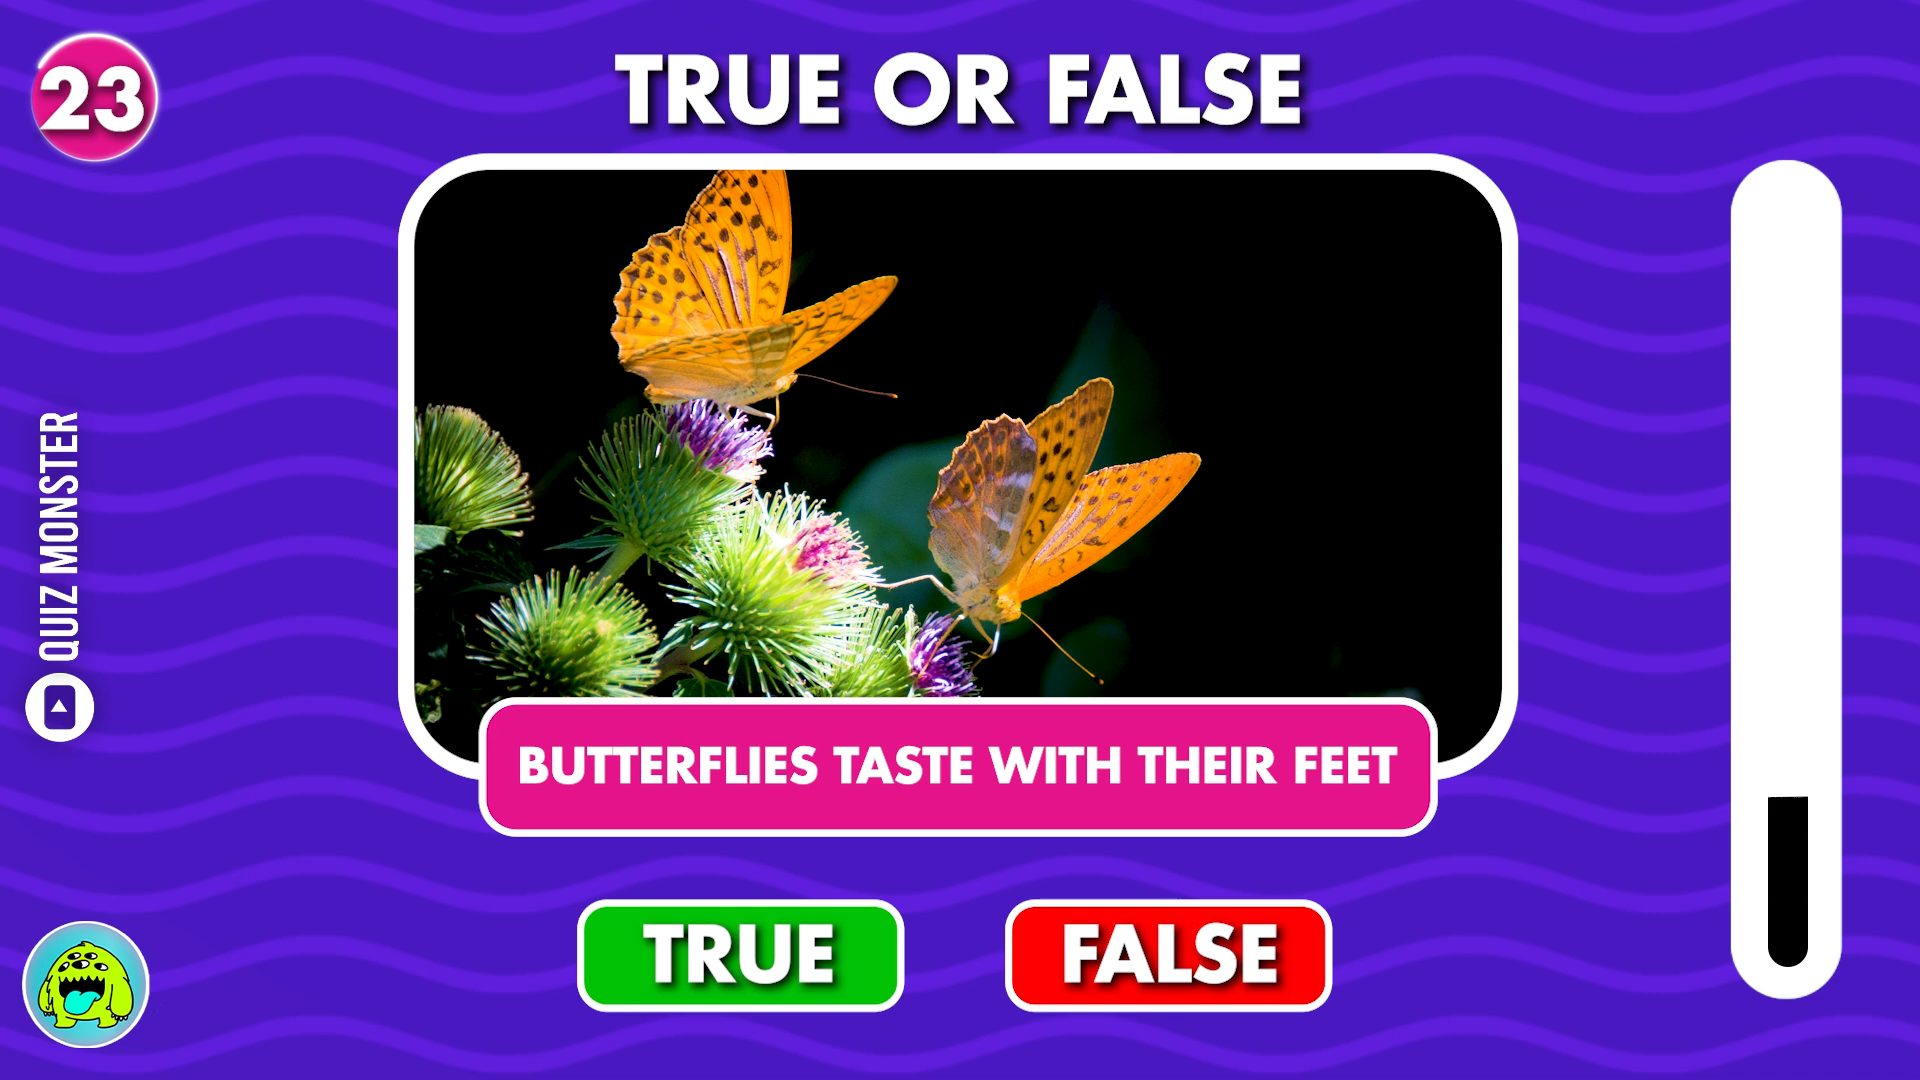 23
TRUE OR FALSE
QUIZ MONSTER
BUTTERFLIES TASTE WITH THEIR FEET
TRUE
FALSE